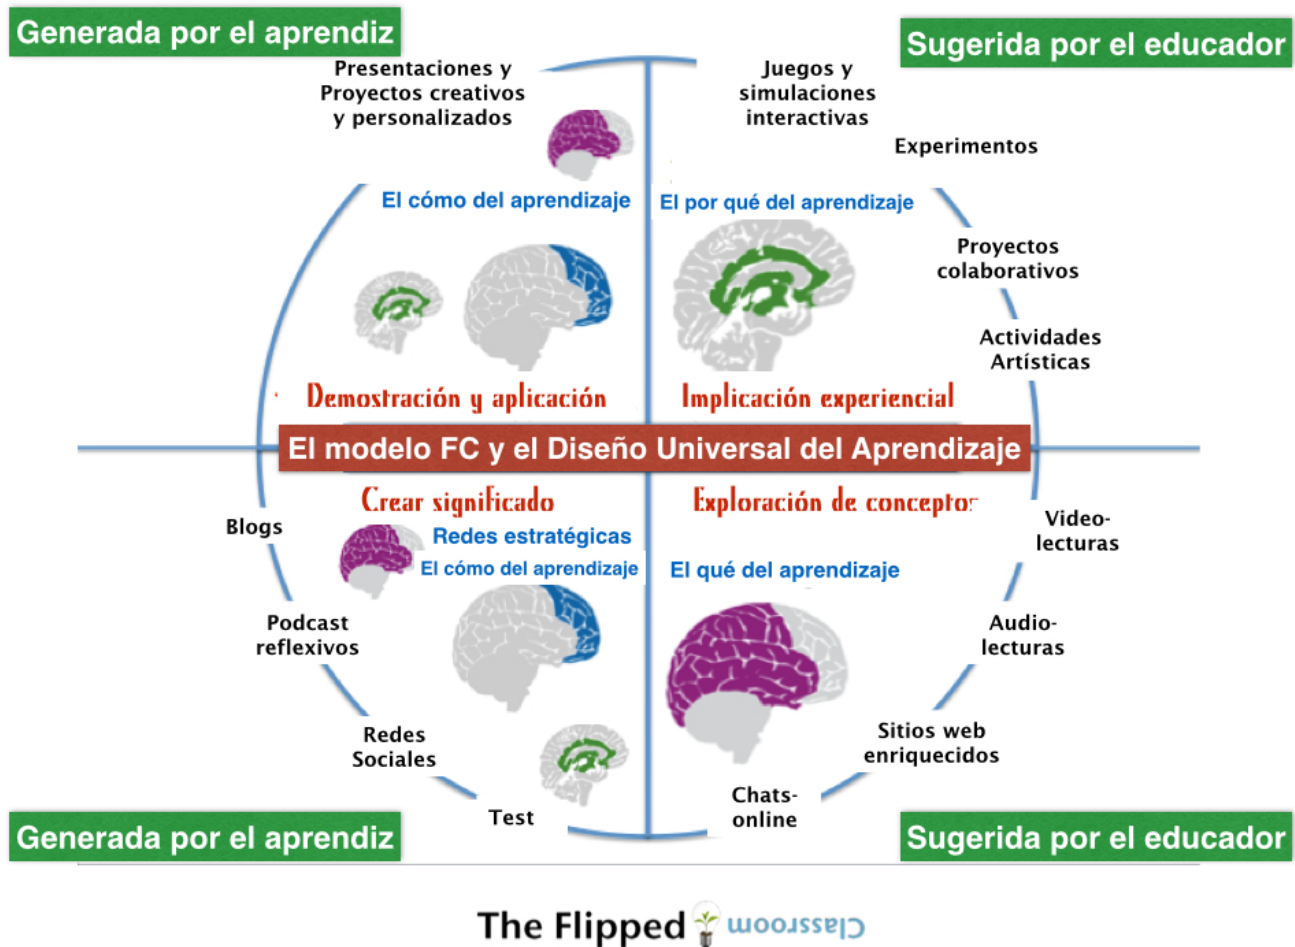 Generada por el aprendiz
Sugerida por el educador
Presentaciones y
Proyectos creativos
y personalizados
Juegos y
simulaciones
interactivas
Experimentos
El cómo del aprendizaje
El por qué del aprendizaje
Proyectos
colaborativos
Actividades
Artísticas
Demostración y aplicación
Implicación experiencial
El modelo FC y el Diseño Universal del Aprendizaje
Crear significado
Exploración de conceptos
Blogs
Redes estratégicas
El cómo del aprendizaje
El qué del aprendizaje
Video-
lecturas
Podcast
reflexivos
Audio-
lecturas
Redes
Sociales
Sitios web
enriquecidos
Test
Chats-
online
Generada por el aprendiz
Sugerida por el educador
The Flipped Classroom